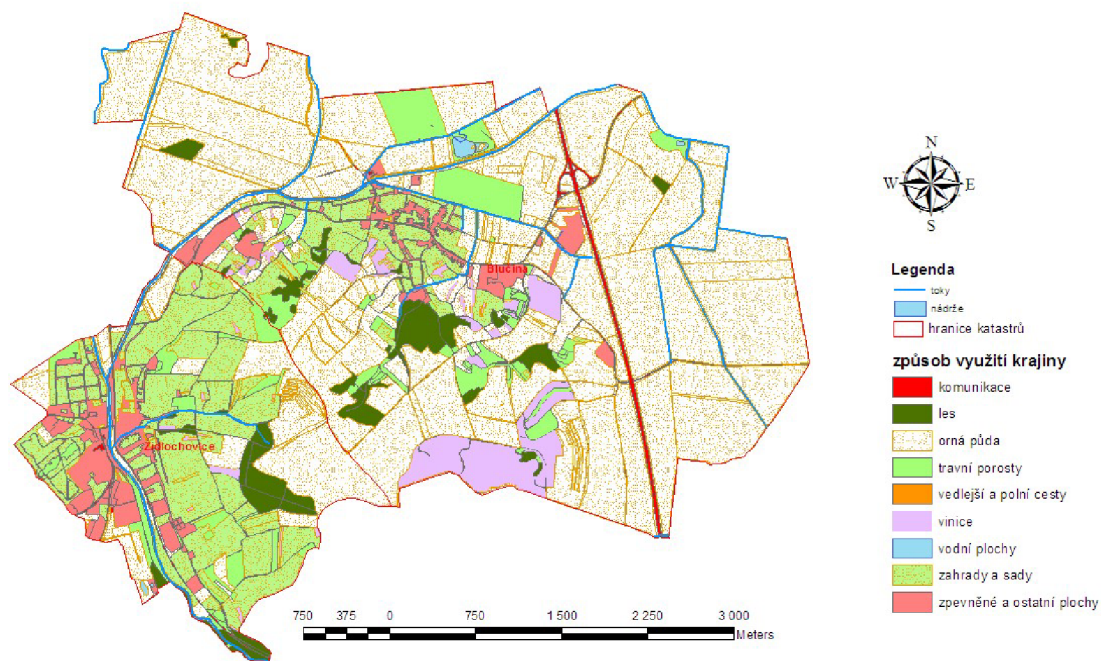 N
W E
S
Blučina
Židlochovice
Legenda
toky
nádrže
hranice katastrů
způsob využití krajiny
komunikace
les
orná půda
travní porosty
vedlejší a polní cesty
vinice
vodní plochy
zahrady a sady
zpevněné a ostatní plochy
750 375 0 750 1 500 2 250 3 000
Meters